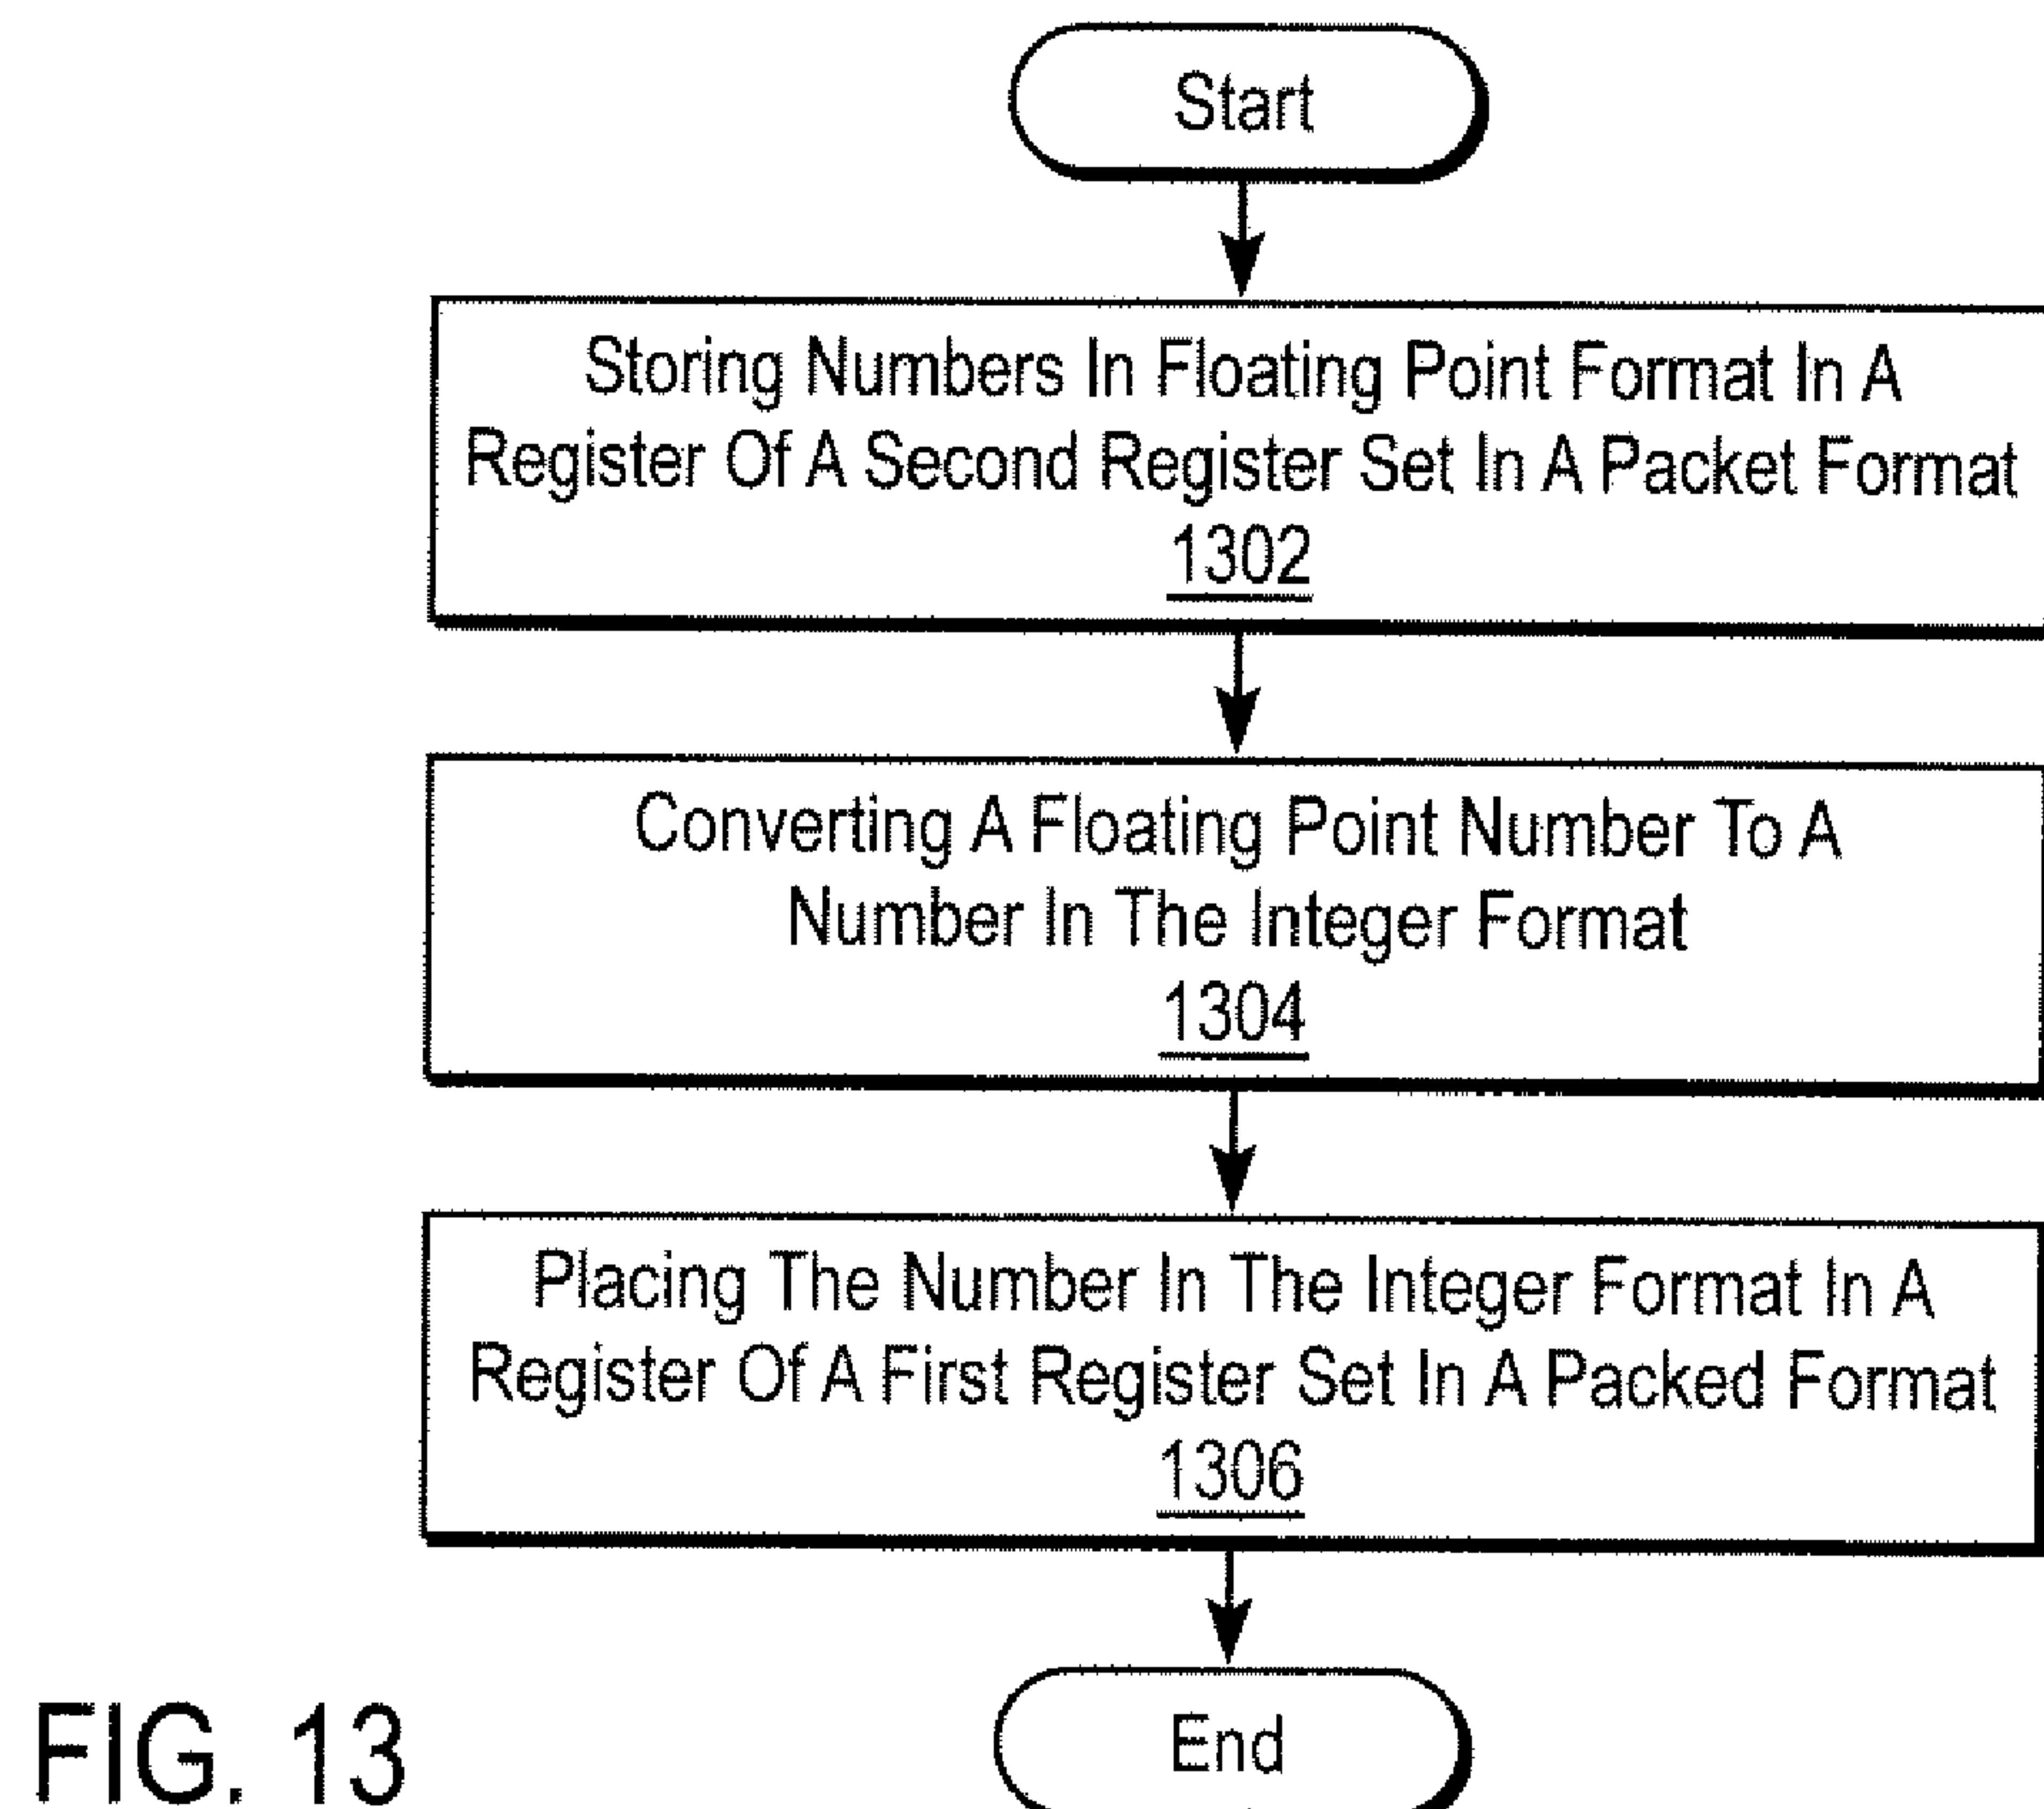 Start
Storing Numbers In Floating Point Format In A
Register Of A Second Register Set In A Packet Format
1302
Converting A Floating Point Number To A
Number In The Integer Format
1304
Placing The Number In The Integer Format In A
Register Of A First Register Set In A Packed Format
1306
End
FIG. 13